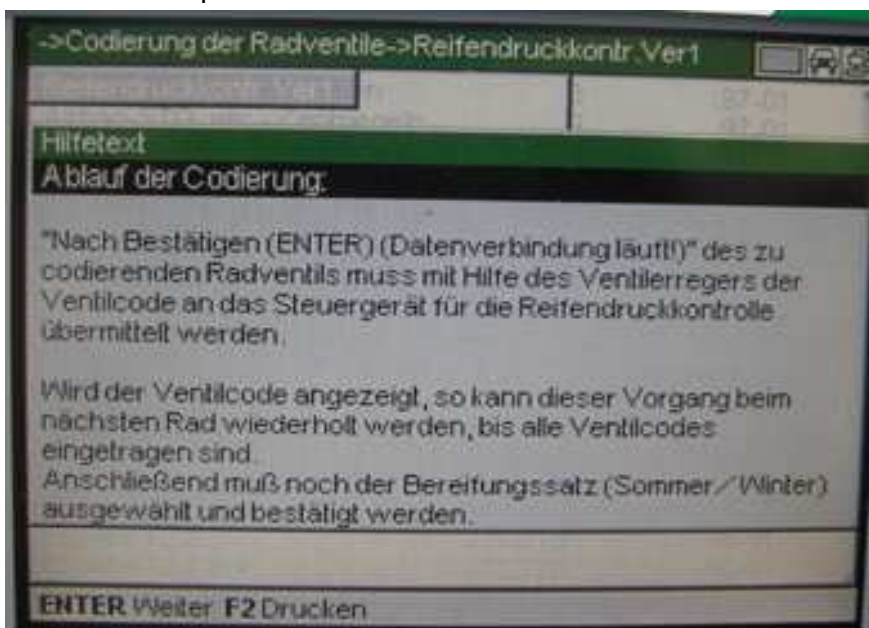 ->Codierung der Radventile->Reifendruckkontr.Ver1
Hilfetext
Ablauf der Codierung:
"Nach Bestätigen (ENTER) (Datenverbindung läuft!)" des zu
codierenden Radventils muss mit Hilfe des Ventilerregers der
Ventilcode an das Steuergerät für die Reifendruckkontrolle
übermittelt werden.
Wird der Ventilcode angezeigt, so kann dieser Vorgang beim
nächsten Rad wiederholt werden, bis alle Ventilcodes
eingetragen sind.
Anschließend muß noch der Bereifungssatz (Sommer/Winter)
ausgewählt und bestätigt werden.
ENTER Weiter F2 Drucken